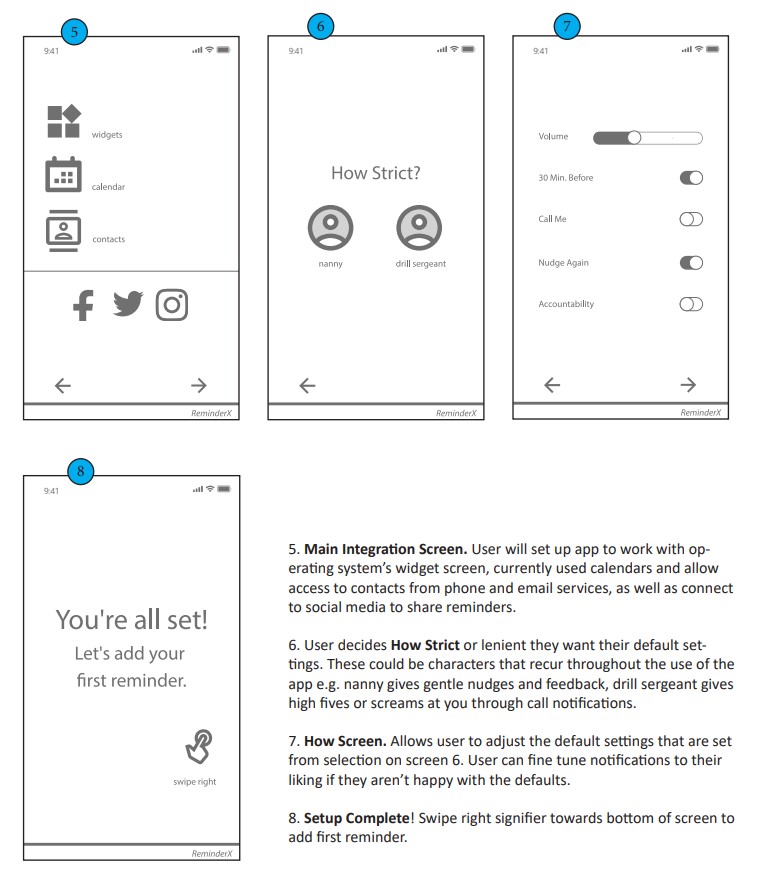 5
9:41
widgets
calendar
contacts
ReminderX
6
9:41
How Strict?
nanny
drill sergeant
ReminderX
7
9:41
Volume
30 Min. Before
Call Me
Nudge Again
Accountability
ReminderX
8
9:41
You're all set!
Let's add your
first reminder.
swipe right
ReminderX
5. Main Integration Screen. User will set up app to work with op-
erating system's widget screen, currently used calendars and allow
access to contacts from phone and email services, as well as connect
to social media to share reminders.
6. User decides How Strict or lenient they want their default set-
tings. These could be characters that recur throughout the use of the
app e.g. nanny gives gentle nudges and feedback, drill sergeant gives
high fives or screams at you through call notifications.
7. How Screen. Allows user to adjust the default settings that are set
from selection on screen 6. User can fine tune notifications to their
liking if they aren't happy with the defaults.
8. Setup Complete! Swipe right signifier towards bottom of screen to
add first reminder.